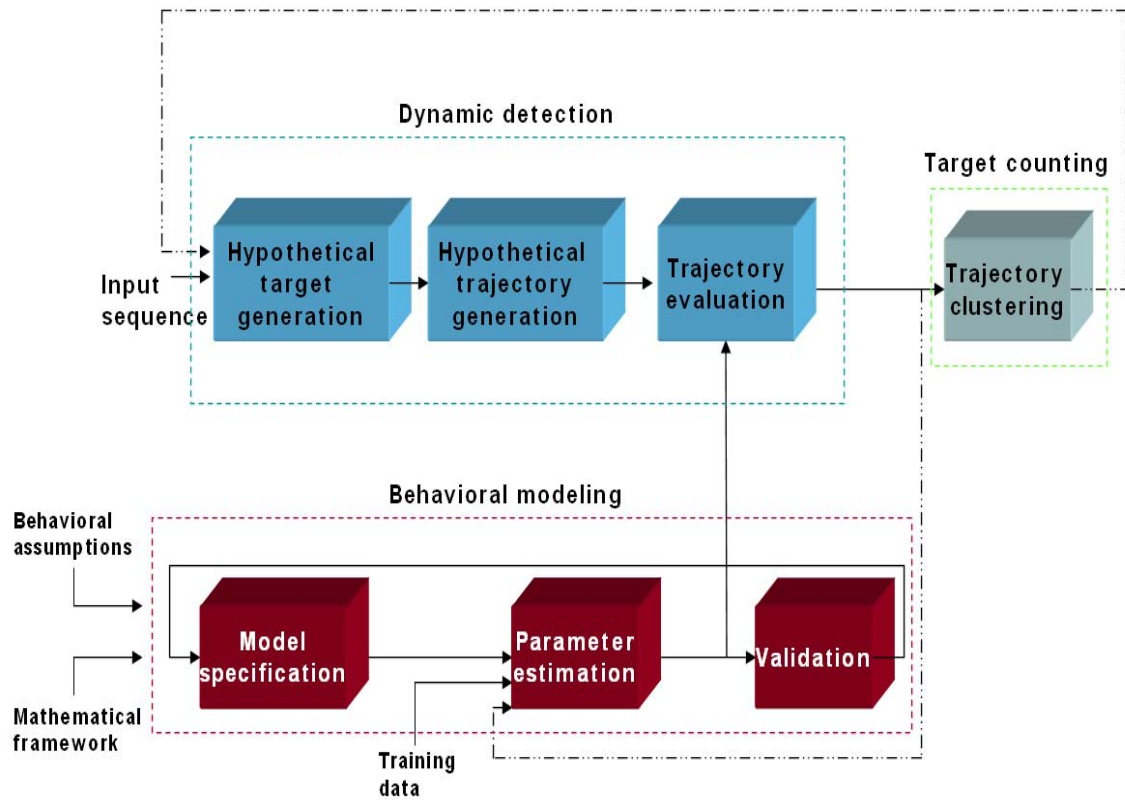 Dynamic detection
Target counting
Hypothetical
target
generation
Hypothetical
trajectory
generation
Trajectory
evaluation
Trajectory
clustering
Input
sequence
Behavioral modeling
Behavioral
assumptions
Model
specification
Parameter
estimation
Validation
Mathematical
framework
Training
data